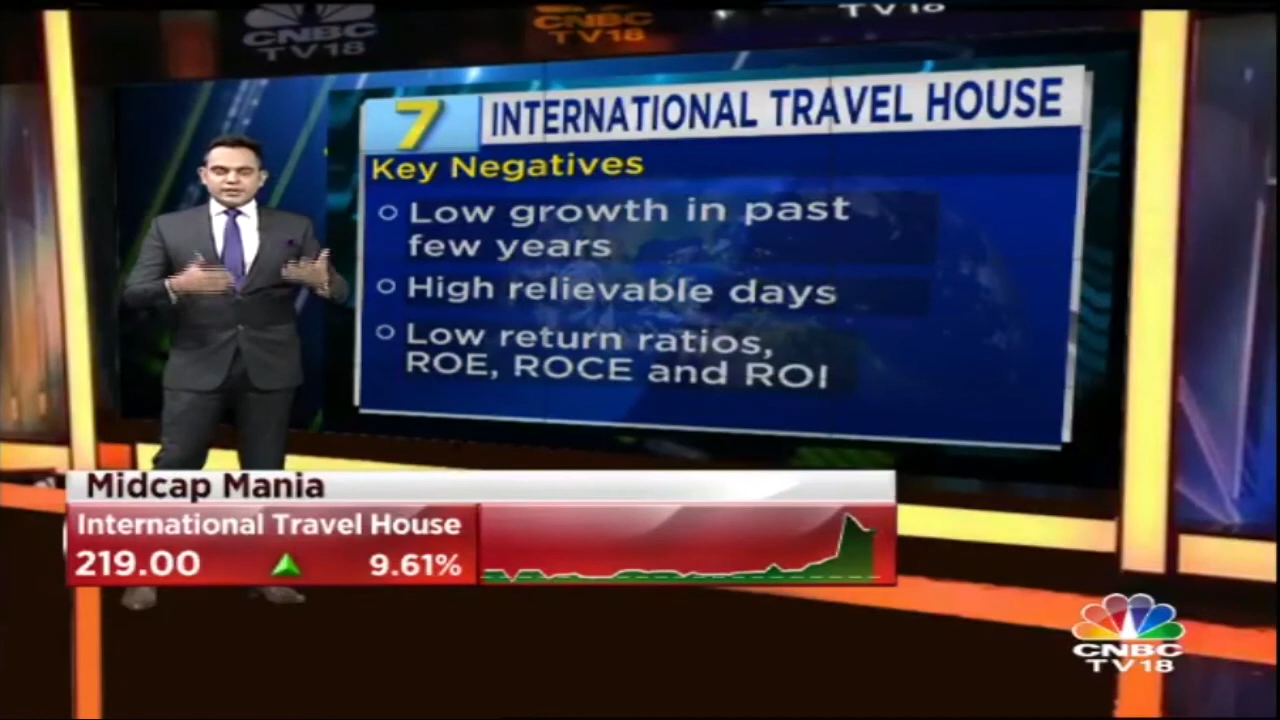 CNBC
TV18
CNBC
TV18
TV18
7 INTERNATIONAL TRAVEL HOUSE
Key Negatives
Low growth in past
few years
High relievable days
Low return ratios,
ROE, ROCE and ROI
Midcap Mania
International Travel House
219.00 9.61%
CNBC
TV18